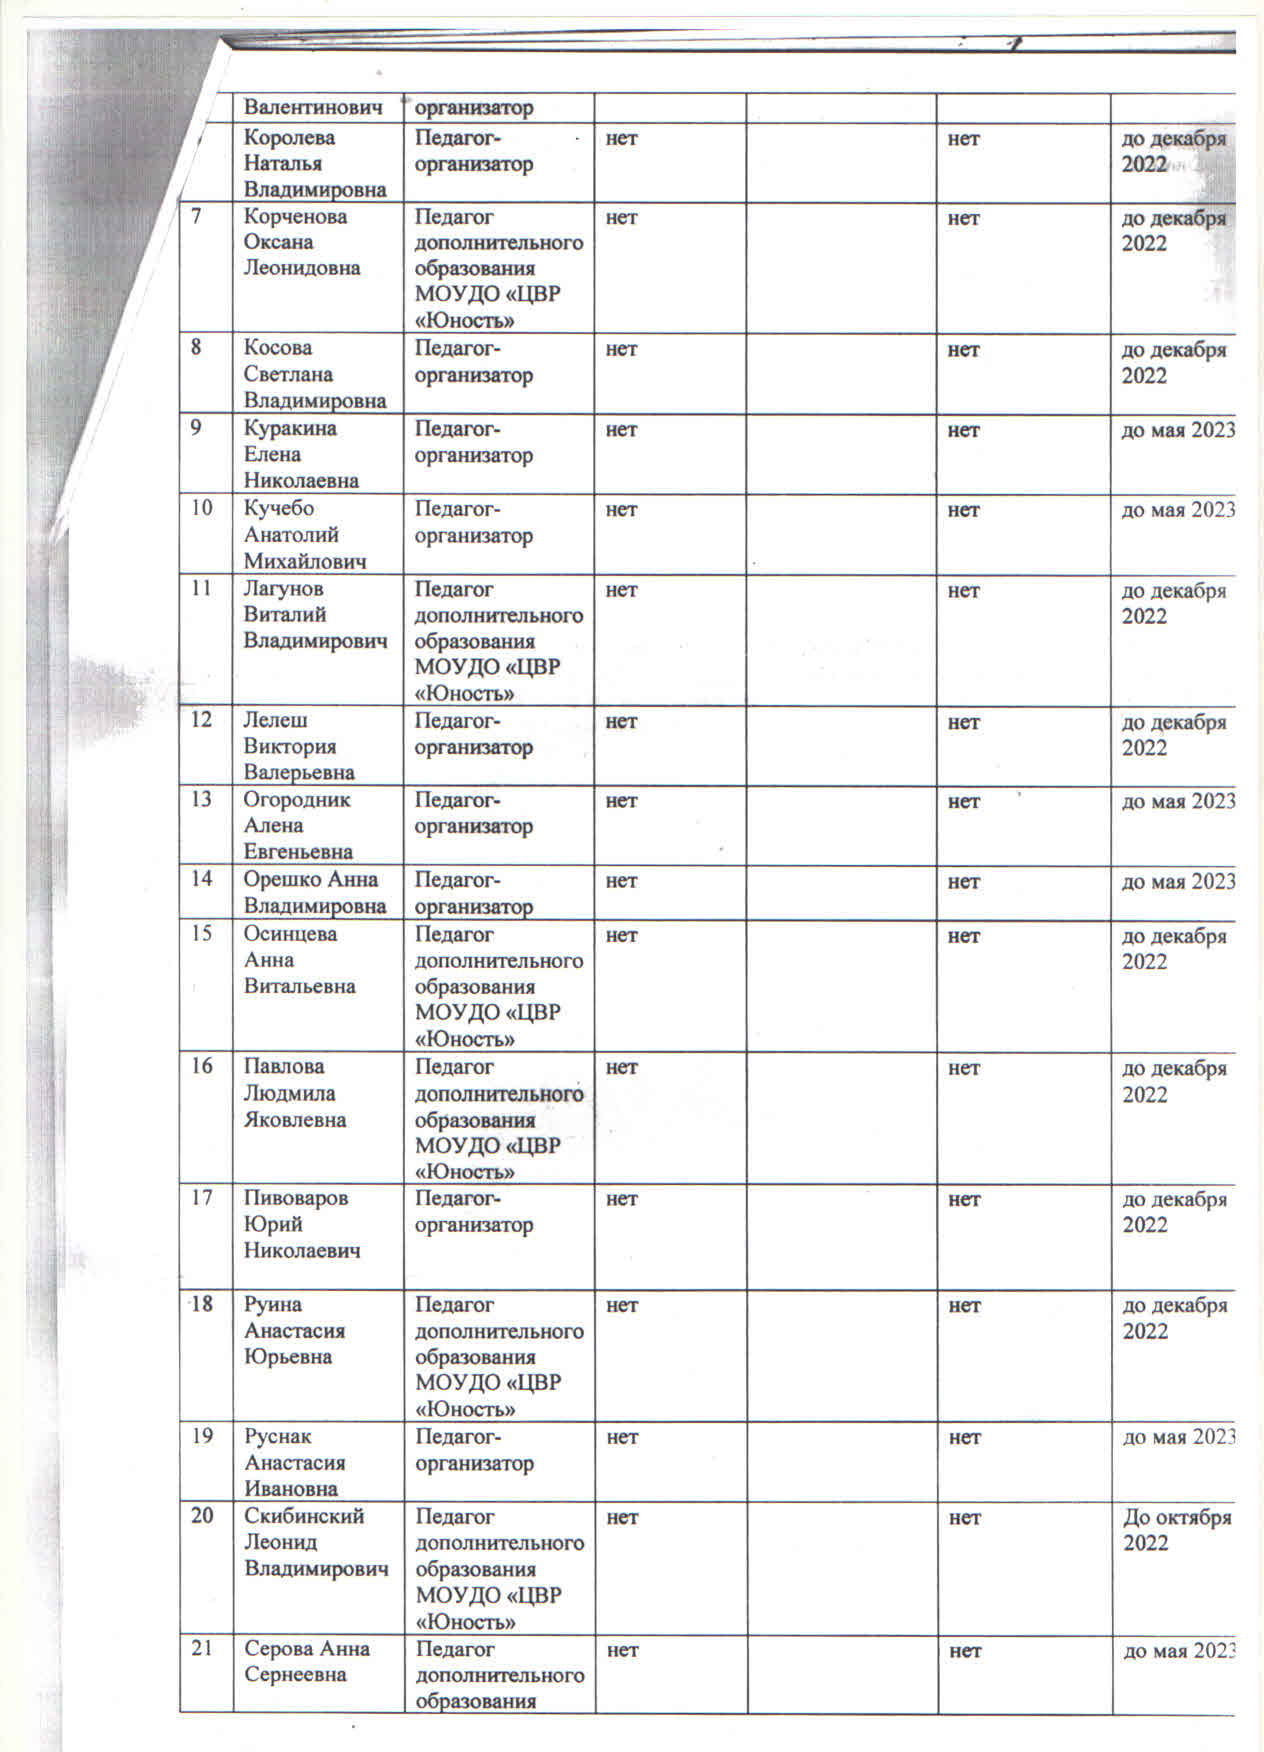 Валентинович организатор
Королева Педагог- нет нет до декабря
Наталья организатор 2022
Владимировна
7 Корченова Педагог нет нет до декабря
Оксана дополнительного 2022
Леонидовна образования
МОУДО «ЦВР
«Юность»
8 Косова Педагог- нет нет до декабря
Светлана организатор 2022
Владимировна
9 Куракина Педагог- нет нет до мая 2023
Елена организатор
Николаевна
10 Кучебо Педагог- нет нет до мая 2023
Анатолий организатор
Михайлович
11 Лагунов Педагог нет нет до декабря
Виталий дополнительного 2022
Владимирович образования
МОУДО «ЦВР
«Юность»
12 Лелеш Педагог- нет нет до декабря
Виктория организатор 2022
Валерьевна
13 Огородник Педагог- нет нет до мая 2023
Алена организатор
Евгеньевна
14 Орешко Анна Педагог- нет нет до мая 2023
Владимировна организатор
15 Осинцева Педагог нет нет до декабря
Анна дополнительного 2022
Витальевна образования
МОУДО «ЦВР
«Юность»
16 Павлова Педагог нет нет до декабря
Людмила дополнительного 2022
Яковлевна образования
МОУДО «ЦВР
«Юность»
17 Пивоваров Педагог- нет нет до декабря
Юрий организатор 2022
Николаевич
18 Руина Педагог нет нет до декабря
Анастасия дополнительного 2022
Юрьевна образования
МОУДО «ЦВР
«Юность»
19 Руснак Педагог- нет нет до мая 2023
Анастасия организатор
Ивановна
20 Скибинский Педагог нет нет До октября
Леонид дополнительного 2022
Владимирович образования
МОУДО «ЦВР
«Юность»
21 Серова Анна Педагог нет нет до мая 2023
Сернеевна дополнительного
образования